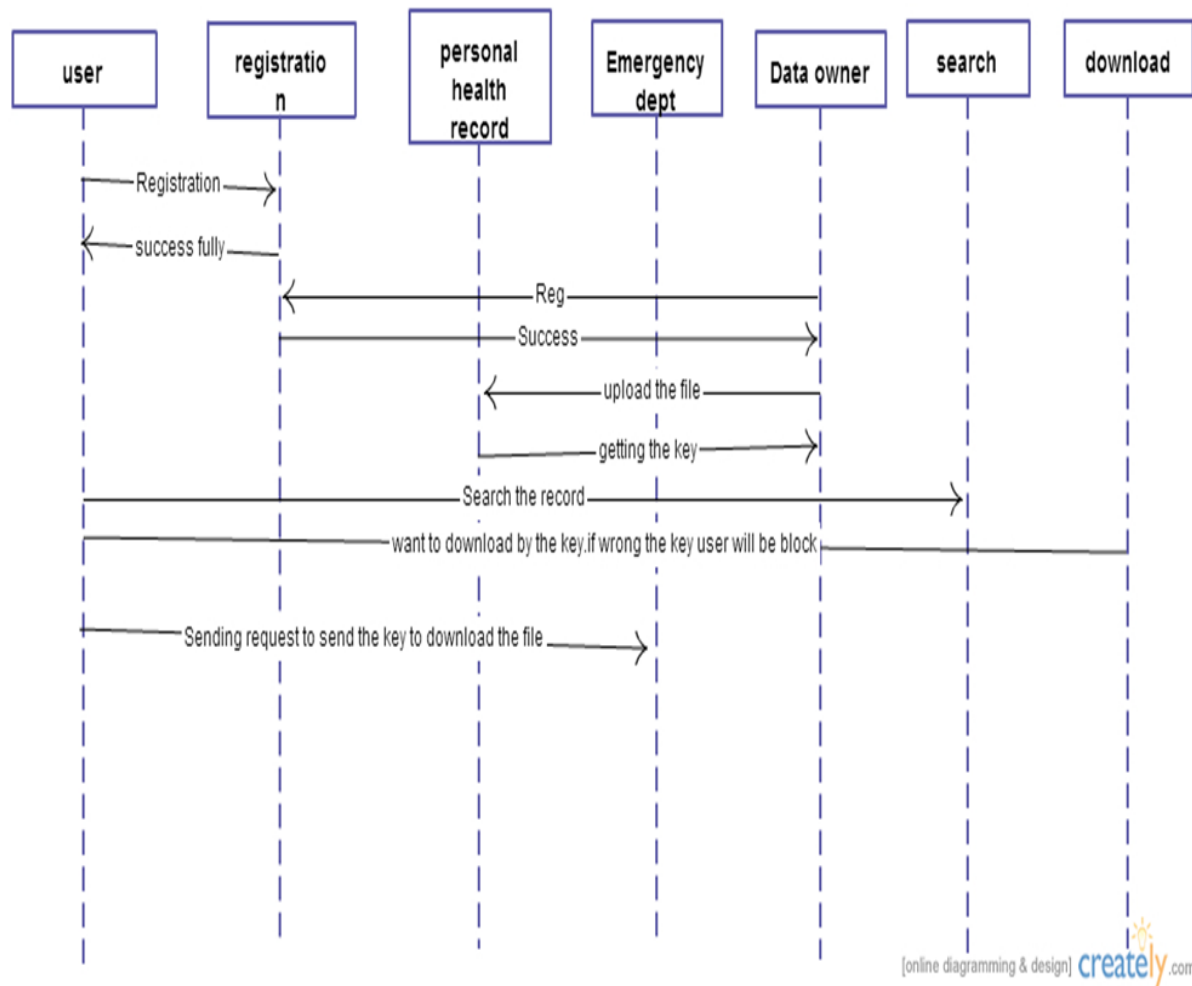 user
registratio
n
personal
health
record
Emergency
dept
Data owner
search
download
Registration
success fully
Reg
Success
upload the file
getting the key
Search the record
want to download by the key.if wrong the key user will be block
Sending request to send the key to download the file
[online diagramming & design] creately.com